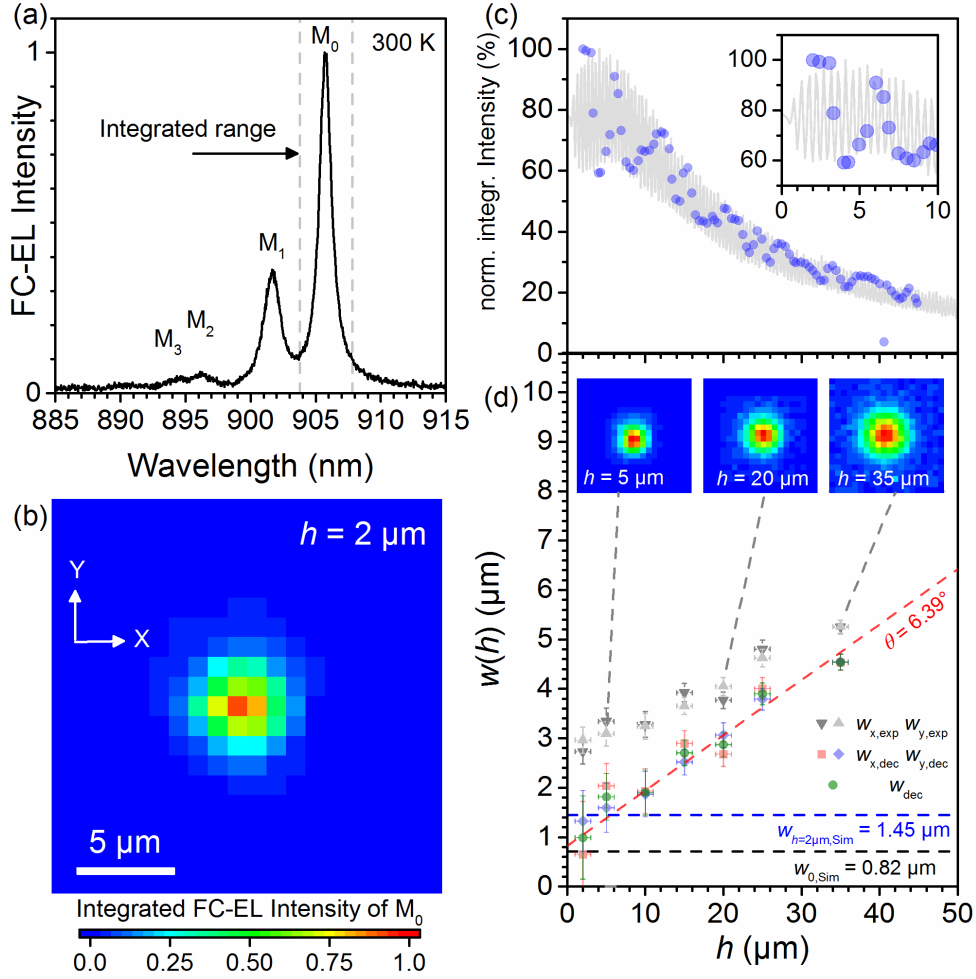 (a)
M₀
300 K
1
Integrated range
M₁
M₂
M₃
0
FC-EL Intensity
885 890 895 900 905 910 915
Wavelength (nm)
(b)
h = 2 µm
Y
X
5 µm
Integrated FC-EL Intensity of M₀
0.0 0.25 0.50 0.75 1.0
(c)
norm. integr. Intensity (%)
100
80
60
40
20
0
100
80
60
0 5 10
(d)
w(h) (µm)
10
9
8
7
6
5
4
3
2
1
0
h = 5 µm
h = 20 µm
h = 35 µm
θ = 6.39°
wx,exp wy,exp
wx,dec wy,dec
wdec
wh=2µm,Sim = 1.45 µm
w0,Sim = 0.82 µm
0 10 20 30 40 50
h (µm)